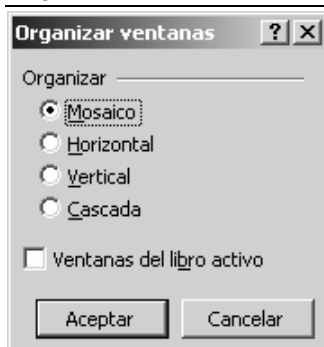 Organizar ventanas
Organizar
Mosaico
Horizontal
Vertical
Cascada
Ventanas del libro activo
Aceptar Cancelar